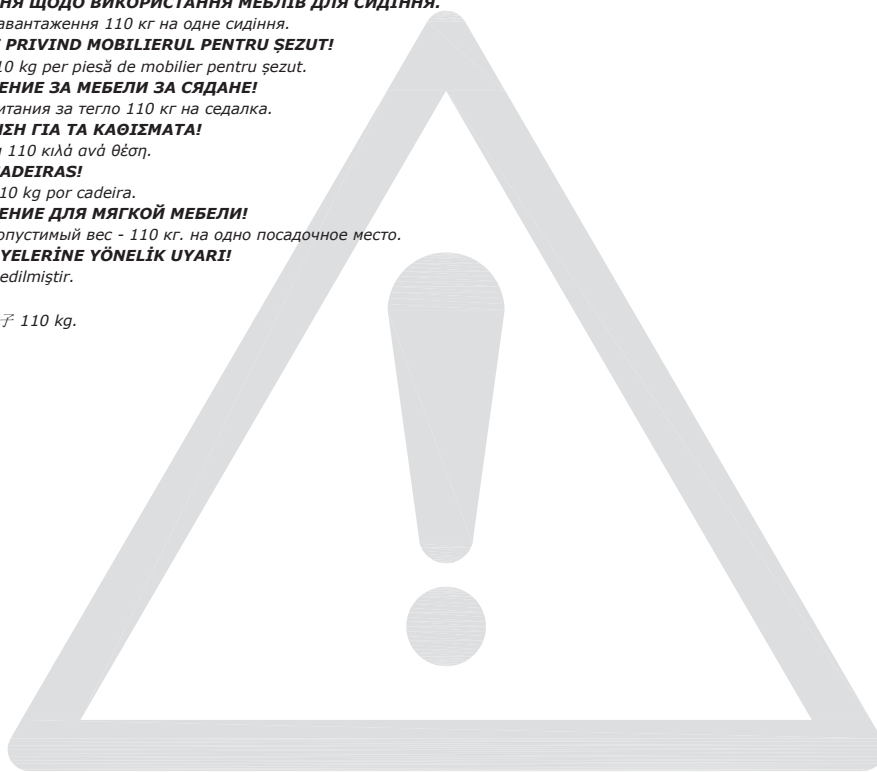 НЯ ЩОДО ВИКОРИСТАННЯ МЕБЛІВ ДЛЯ СИДІННЯ.
авантаження 110 кг на одне сидіння.
PRIVIND MOBILIERUL PENTRU ȘEZUT!
10 kg per piesă de mobilier pentru șezut.
ЕНИЕ ЗА МЕБЕЛИ ЗА СЯДАНЕ!
итания за тегло 110 кг на седалка.
ΣΗ ΓΙΑ ΤΑ ΚΑΘΙΣΜΑΤΑ!
110 κιλά ανά θέση.
ADEIRAS!
10 kg por cadeira.
ЕНИЕ ДЛЯ МЯГКОЙ МЕБЕЛИ!
опустимый вес - 110 кг. на одно посадочное место.
YELERİNE YÖNELİK UYARI!
edilmiştir.
子 110 kg.